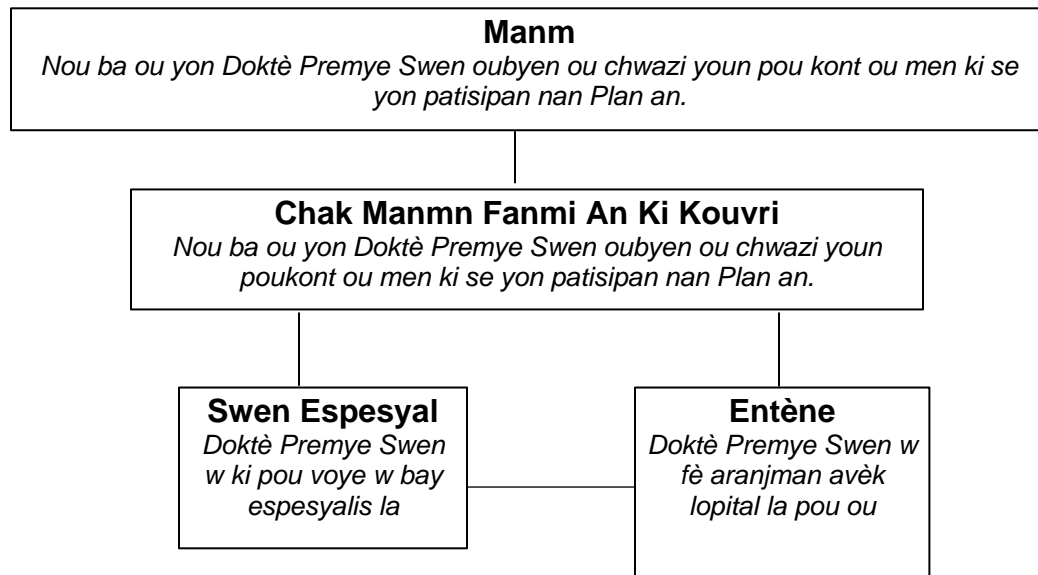 Manm
Nou ba ou yon Doktè Premye Swen oubyen ou chwazi youn pou kont ou men ki se
yon patisipan nan Plan an.
Chak Manmn Fanmi An Ki Kouvri
Nou ba ou yon Doktè Premye Swen oubyen ou chwazi youn
poukont ou men ki se yon patisipan nan Plan an.
Swen Espesyal
Doktè Premye Swen
w ki pou voye w bay
espesyalis la
Entène
Doktè Premye Swen w
fè aranjman avèk
lopital la pou ou